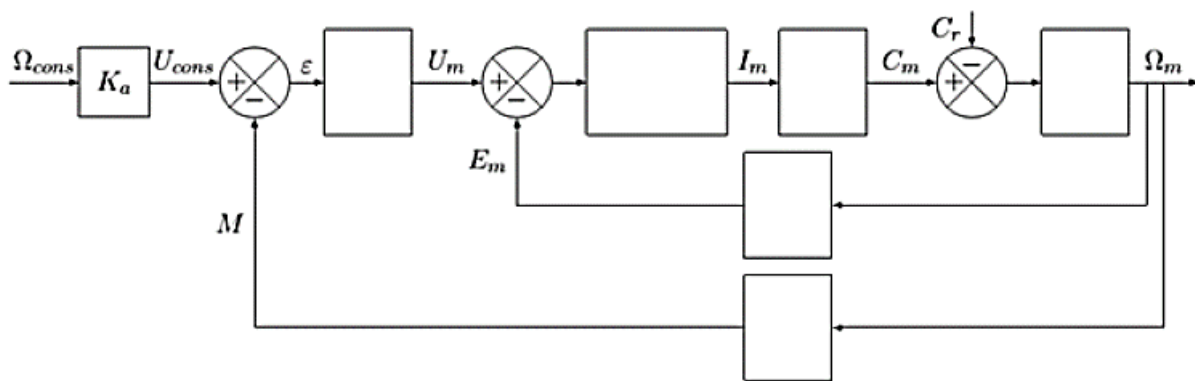 C_r
Ω_cons K_a U_cons + − ε U_m + − I_m C_m + − Ω_m
E_m
M